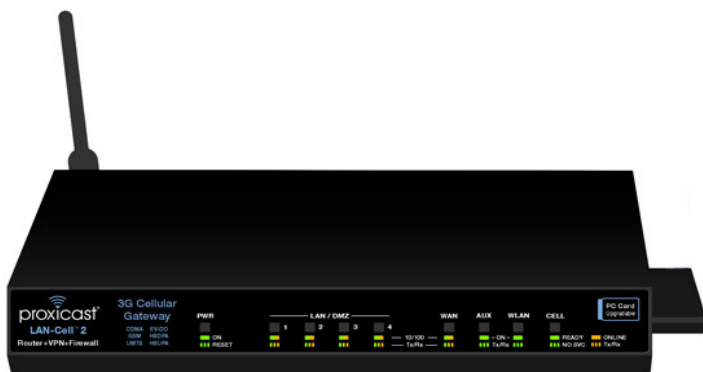 proxicast®
LAN-Cell™ 2
Router+VPN+Firewall
3G Cellular
Gateway
CDMA EV-DO
GSM HSDPA
UMTS HSUPA
PWR
ON
RESET
LAN / DMZ
1 2 3 4
10/100
Tx/Rx
WAN
AUX WLAN
ON
Tx/Rx
CELL
READY ONLINE
NO SVC Tx/Rx
PC Card
Upgradable